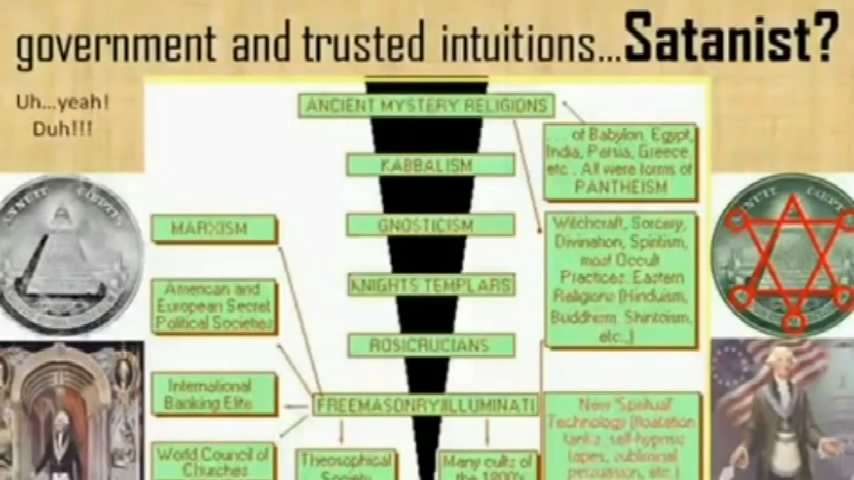 government and trusted intuitions...Satanist?
Uh...yeah!
Duh!!!
ANCIENT MYSTERY RELIGIONS
. . . of Babylon, Egypt,
India, Persia, Greece,
etc.. All were forms of
PANTHEISM
KABBALISM
GNOSTICISM
KNIGHTS TEMPLARS
ROSICRUCIANS
Witchcraft, Sorcery,
Divination, Spiritism,
most Occult
Practices. Eastern
Religions (Hinduism,
Buddhism. Shintoism,
etc..)
MARXISM
American and
European Secret
Political Societies
International
Banking Elite
FREEMASONRY/ILLUMINATI
World Council of
Churches
Theosophical
Society
Many cults of
the 1800's
New "Spiritual"
Technology (floatation
tanks, self-hypnosis
tapes, subliminal
persuasion, etc.)
ANNUIT COEPTIS